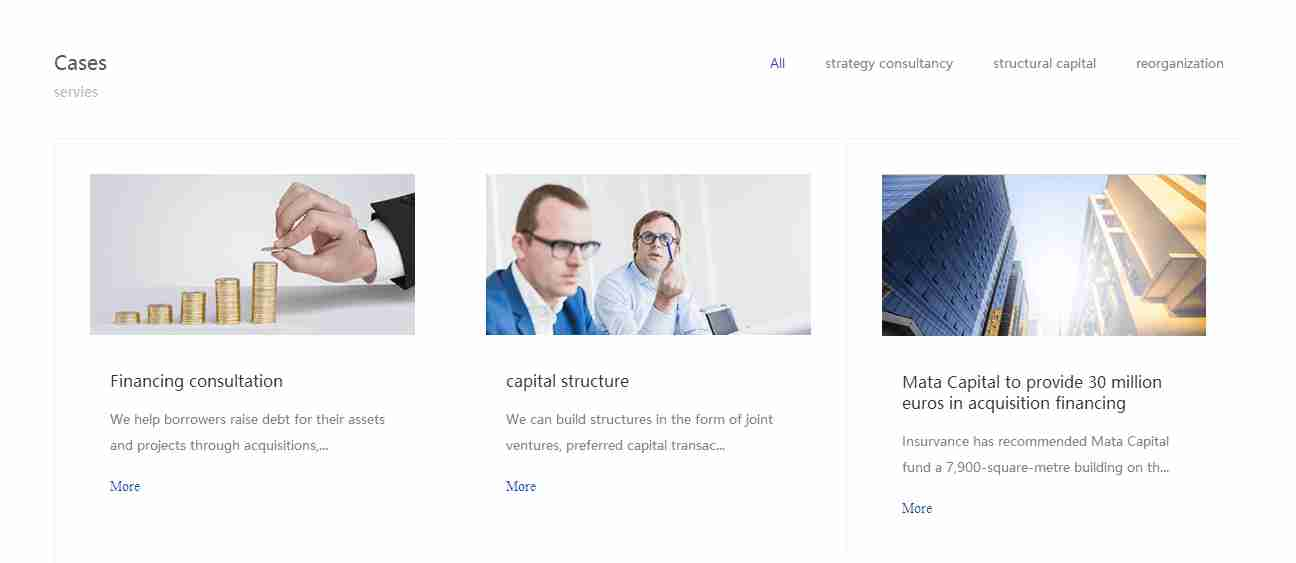 Cases
servies
All
strategy consultancy
structural capital
reorganization
Financing consultation
We help borrowers raise debt for their assets
and projects through acquisitions,...
More
capital structure
We can build structures in the form of joint
ventures, preferred capital transac...
More
Mata Capital to provide 30 million
euros in acquisition financing
Insurvance has recommended Mata Capital
fund a 7,900-square-metre building on th...
More